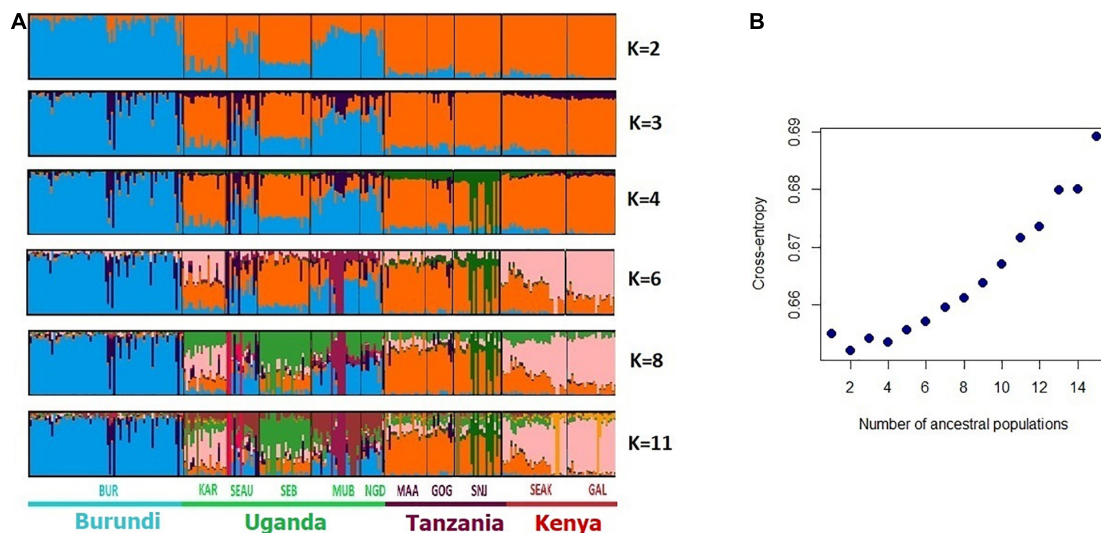 A
K=2
K=3
K=4
K=6
K=8
K=11
BUR KAR SEAU SEB MUB NGD MAA GOG SNJ SEAK GAL
Burundi Uganda Tanzania Kenya
B
0.69
0.68
0.67
0.66
Cross-entropy
2 4 6 8 10 12 14
Number of ancestral populations